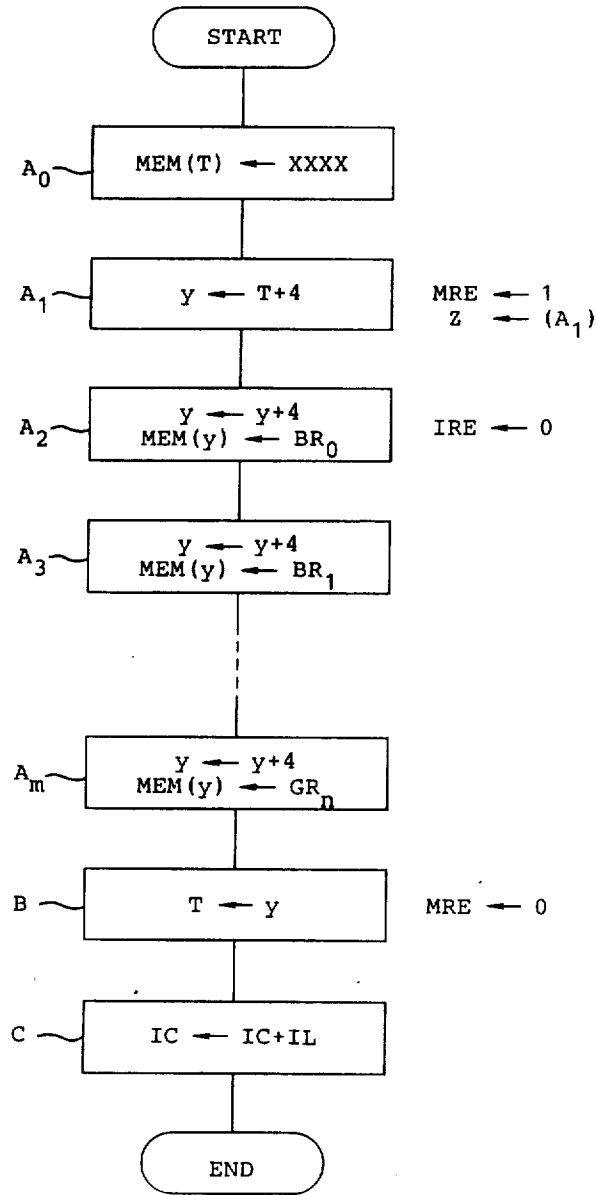 START
A₀ MEM(T) ← XXXX
A₁ y ← T+4 MRE ← 1
Z ← (A₁)
A₂ y ← y+4
MEM(y) ← BR₀ IRE ← 0
A₃ y ← y+4
MEM(y) ← BR₁
Aₘ y ← y+4
MEM(y) ← GRₙ
B T ← y MRE ← 0
C IC ← IC+IL
END